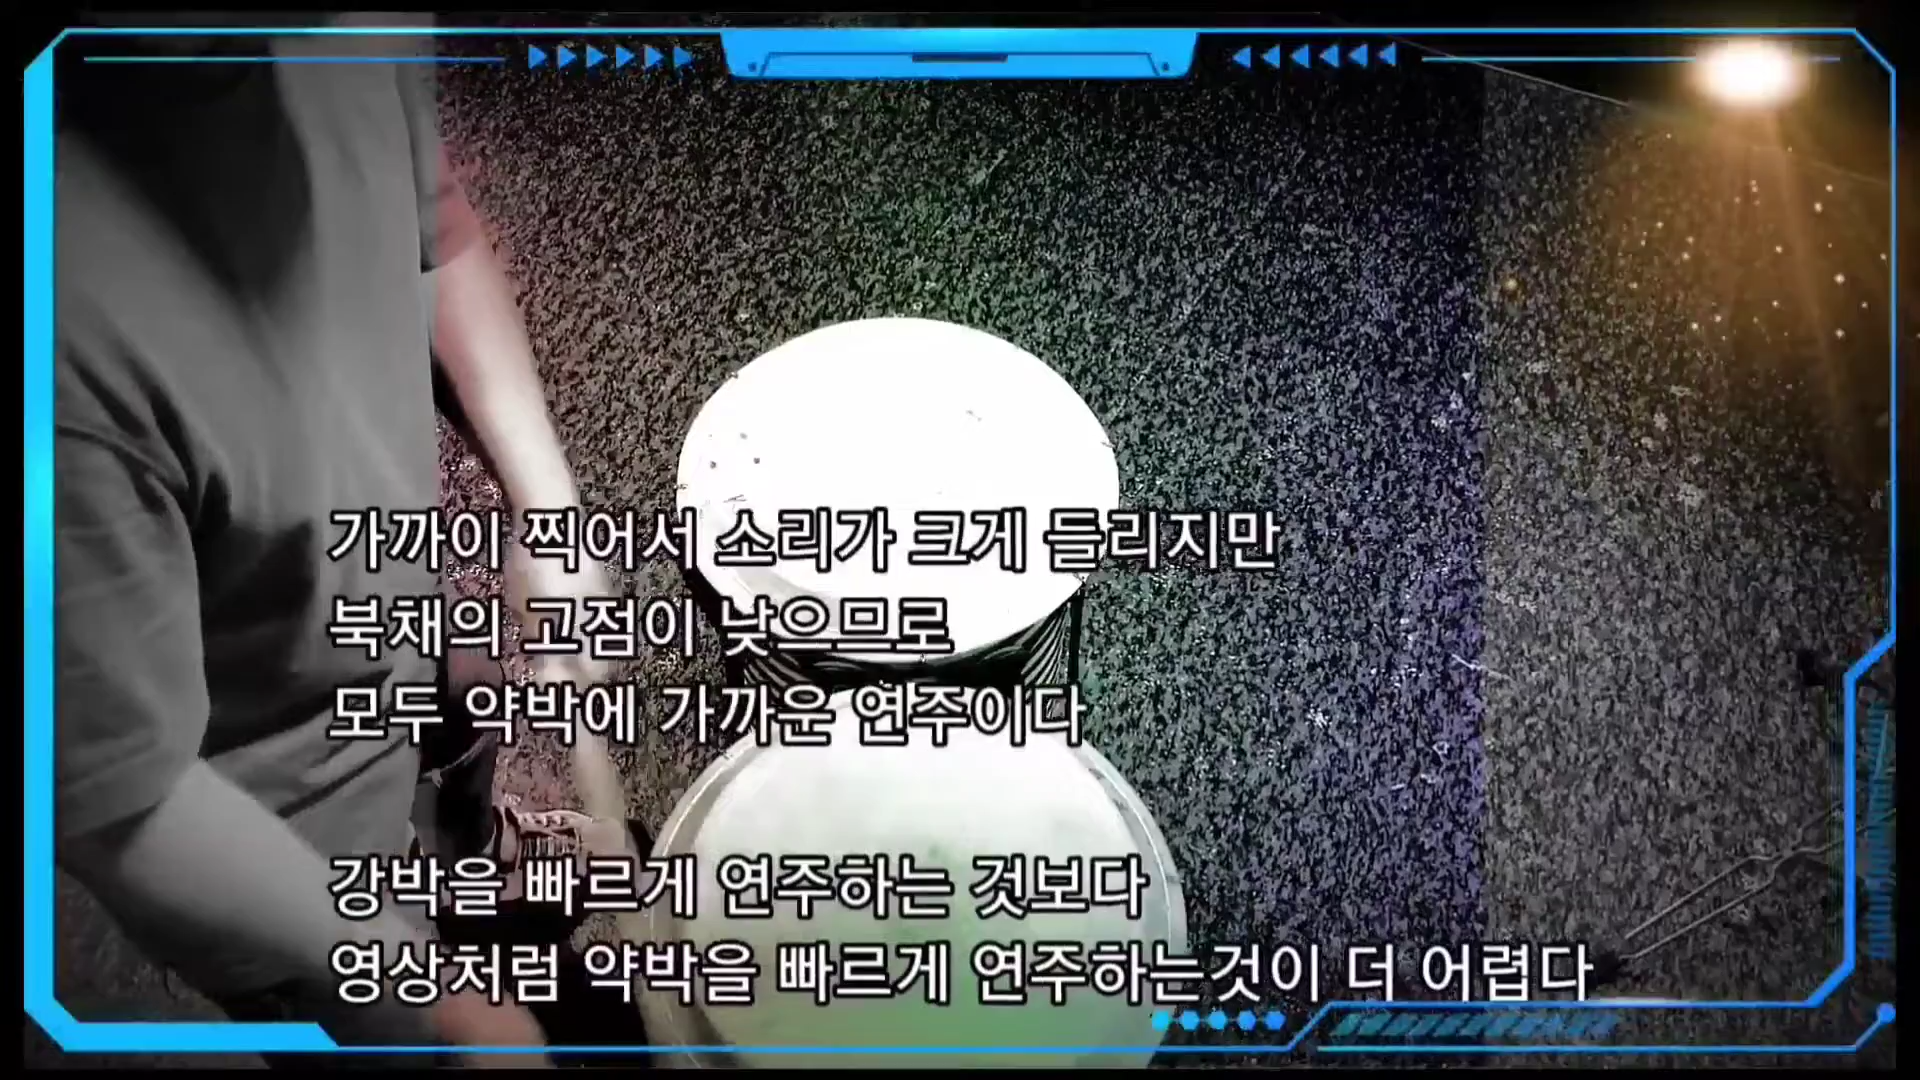 가까이 찍어서 소리가 크게 들리지만
북채의 고점이 낮으므로
모두 약박에 가까운 연주이다
강박을 빠르게 연주하는 것보다
영상처럼 약박을 빠르게 연주하는것이 더 어렵다